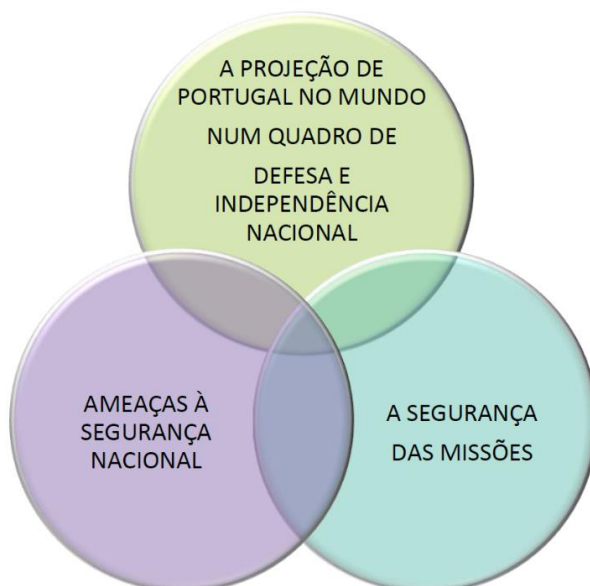 A PROJEÇÃO DE
PORTUGAL NO MUNDO
NUM QUADRO DE
DEFESA E
INDEPENDÊNCIA
NACIONAL
AMEAÇAS À
SEGURANÇA
NACIONAL
A SEGURANÇA
DAS MISSÕES